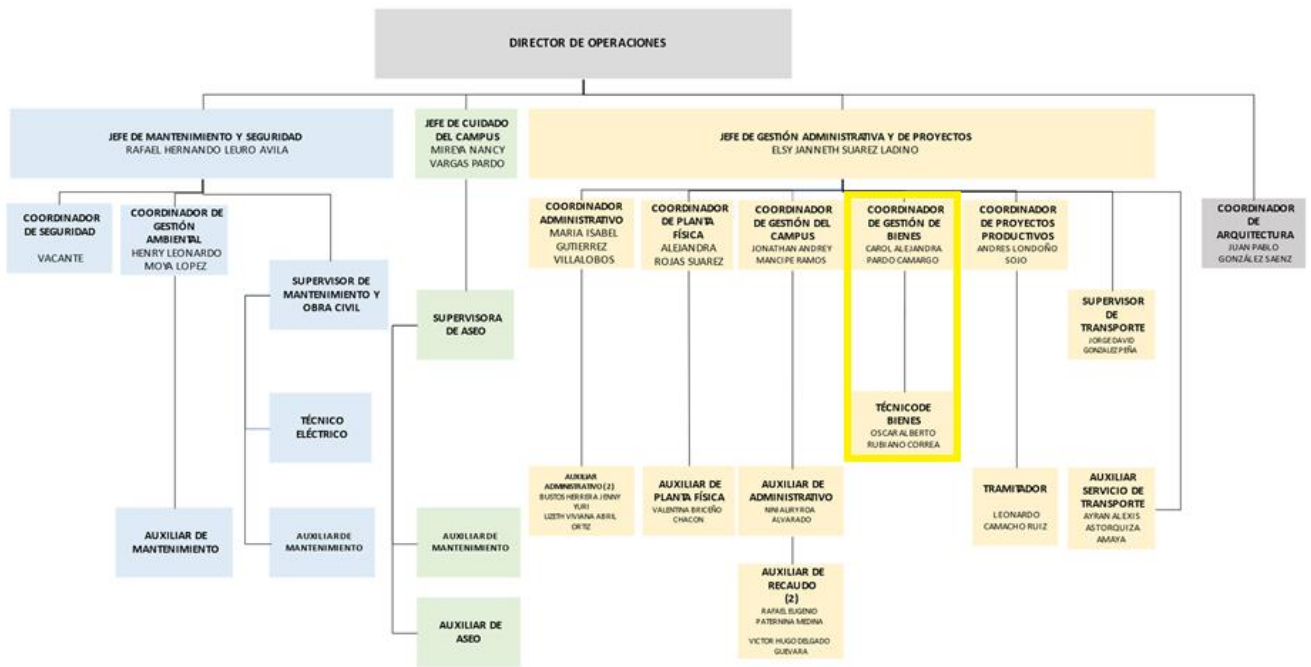 DIRECTOR DE OPERACIONES
JEFE DE MANTENIMIENTO Y SEGURIDAD
RAFAEL HERNANDO LEURO AVILA
JEFE DE CUIDADO
DEL CAMPUS
MIREYA NANCY
VARGAS PARDO
JEFE DE GESTIÓN ADMINISTRATIVA Y DE PROYECTOS
ELSY JANNETH SUAREZ LADINO
COORDINADOR
DE SEGURIDAD
VACANTE
COORDINADOR DE
GESTIÓN
AMBIENTAL
HENRY LEONARDO
MOYA LOPEZ
COORDINADOR
ADMINISTRATIVO
MARIA ISABEL
GUTIERREZ
VILLALOBOS
COORDINADOR
DE PLANTA
FÍSICA
ALEJANDRA
ROJAS SUAREZ
COORDINADOR
DE GESTIÓN DEL
CAMPUS
JONATHAN ANDREY
MANCIPE RAMOS
COORDINADOR
DE GESTIÓN DE
BIENES
CAROL ALEJANDRA
PARDO CAMARGO
COORDINADOR
DE PROYECTOS
PRODUCTIVOS
ANDRES LONDOÑO
SOJO
COORDINADOR
DE
ARQUITECTURA
JUAN PABLO
GONZÁLEZ SAENZ
SUPERVISOR DE
MANTENIMIENTO Y
OBRA CIVIL
SUPERVISORA
DE ASEO
SUPERVISOR
DE
TRANSPORTE
JORGE DAVID
GONZALEZ PEÑA
TÉCNICO
ELÉCTRICO
TÉCNICO DE
BIENES
OSCAR ALBERTO
RUBIANO CORREA
AUXILIAR
ADMINISTRATIVO (2)
BUSTOS HERRERA JENNY
YURI
LIZETH VIVIANA ABRIL
ORTIZ
AUXILIAR DE
PLANTA FÍSICA
VALENTINA BRICEÑO
CHACON
AUXILIAR DE
ADMINISTRATIVO
NINI AURY ROA
ALVARADO
TRAMITADOR
LEONARDO
CAMACHO RUIZ
AUXILIAR
SERVICIO DE
TRANSPORTE
AYRAN ALEXIS
ASTORQUIZA
AMAYA
AUXILIAR DE
MANTENIMIENTO
AUXILIAR DE
MANTENIMIENTO
AUXILIAR DE
MANTENIMIENTO
AUXILIAR DE
RECAUDO
(2)
RAFAEL EUGENIO
PATERNINA MEDINA
VICTOR HUGO DELGADO
GUEVARA
AUXILIAR DE
ASEO